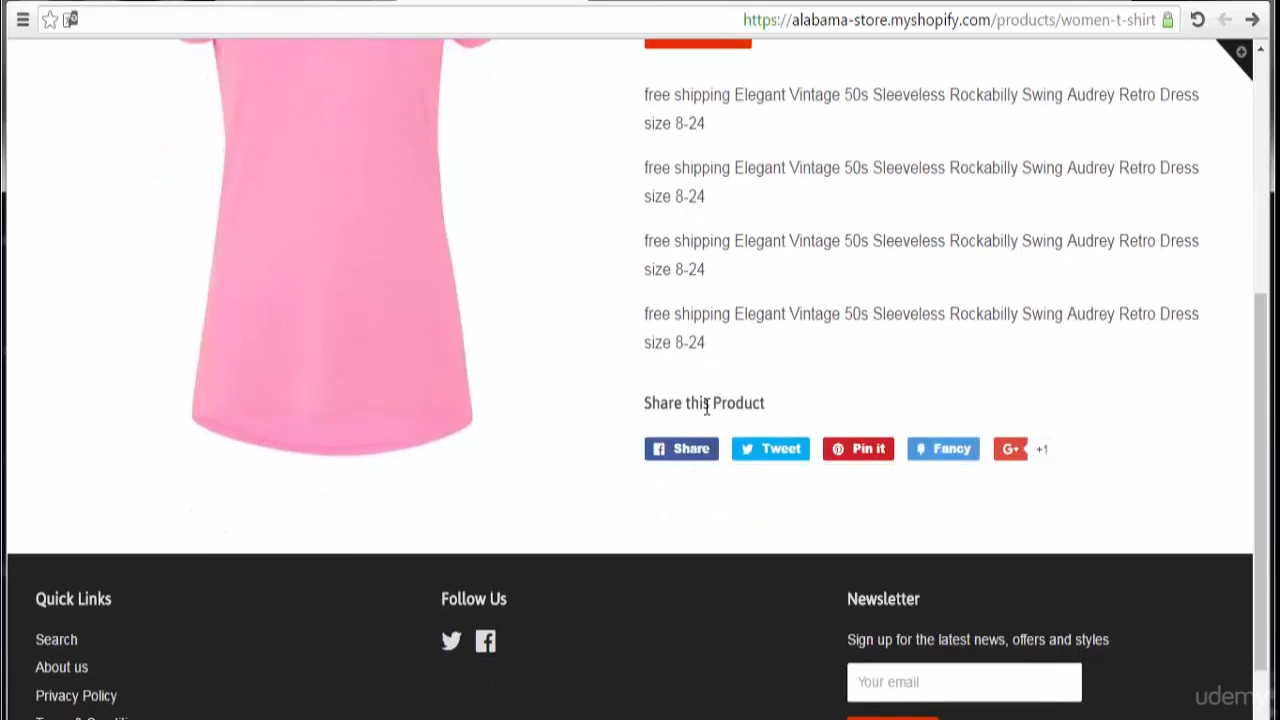 https://alabama-store.myshopify.com/products/women-t-shirt
free shipping Elegant Vintage 50s Sleeveless Rockabilly Swing Audrey Retro Dress
size 8-24
free shipping Elegant Vintage 50s Sleeveless Rockabilly Swing Audrey Retro Dress
size 8-24
free shipping Elegant Vintage 50s Sleeveless Rockabilly Swing Audrey Retro Dress
size 8-24
free shipping Elegant Vintage 50s Sleeveless Rockabilly Swing Audrey Retro Dress
size 8-24
Share this Product
Share Tweet Pin it Fancy G+ +1
Quick Links
Search
About us
Privacy Policy
Follow Us
Newsletter
Sign up for the latest news, offers and styles
Your email
udemy